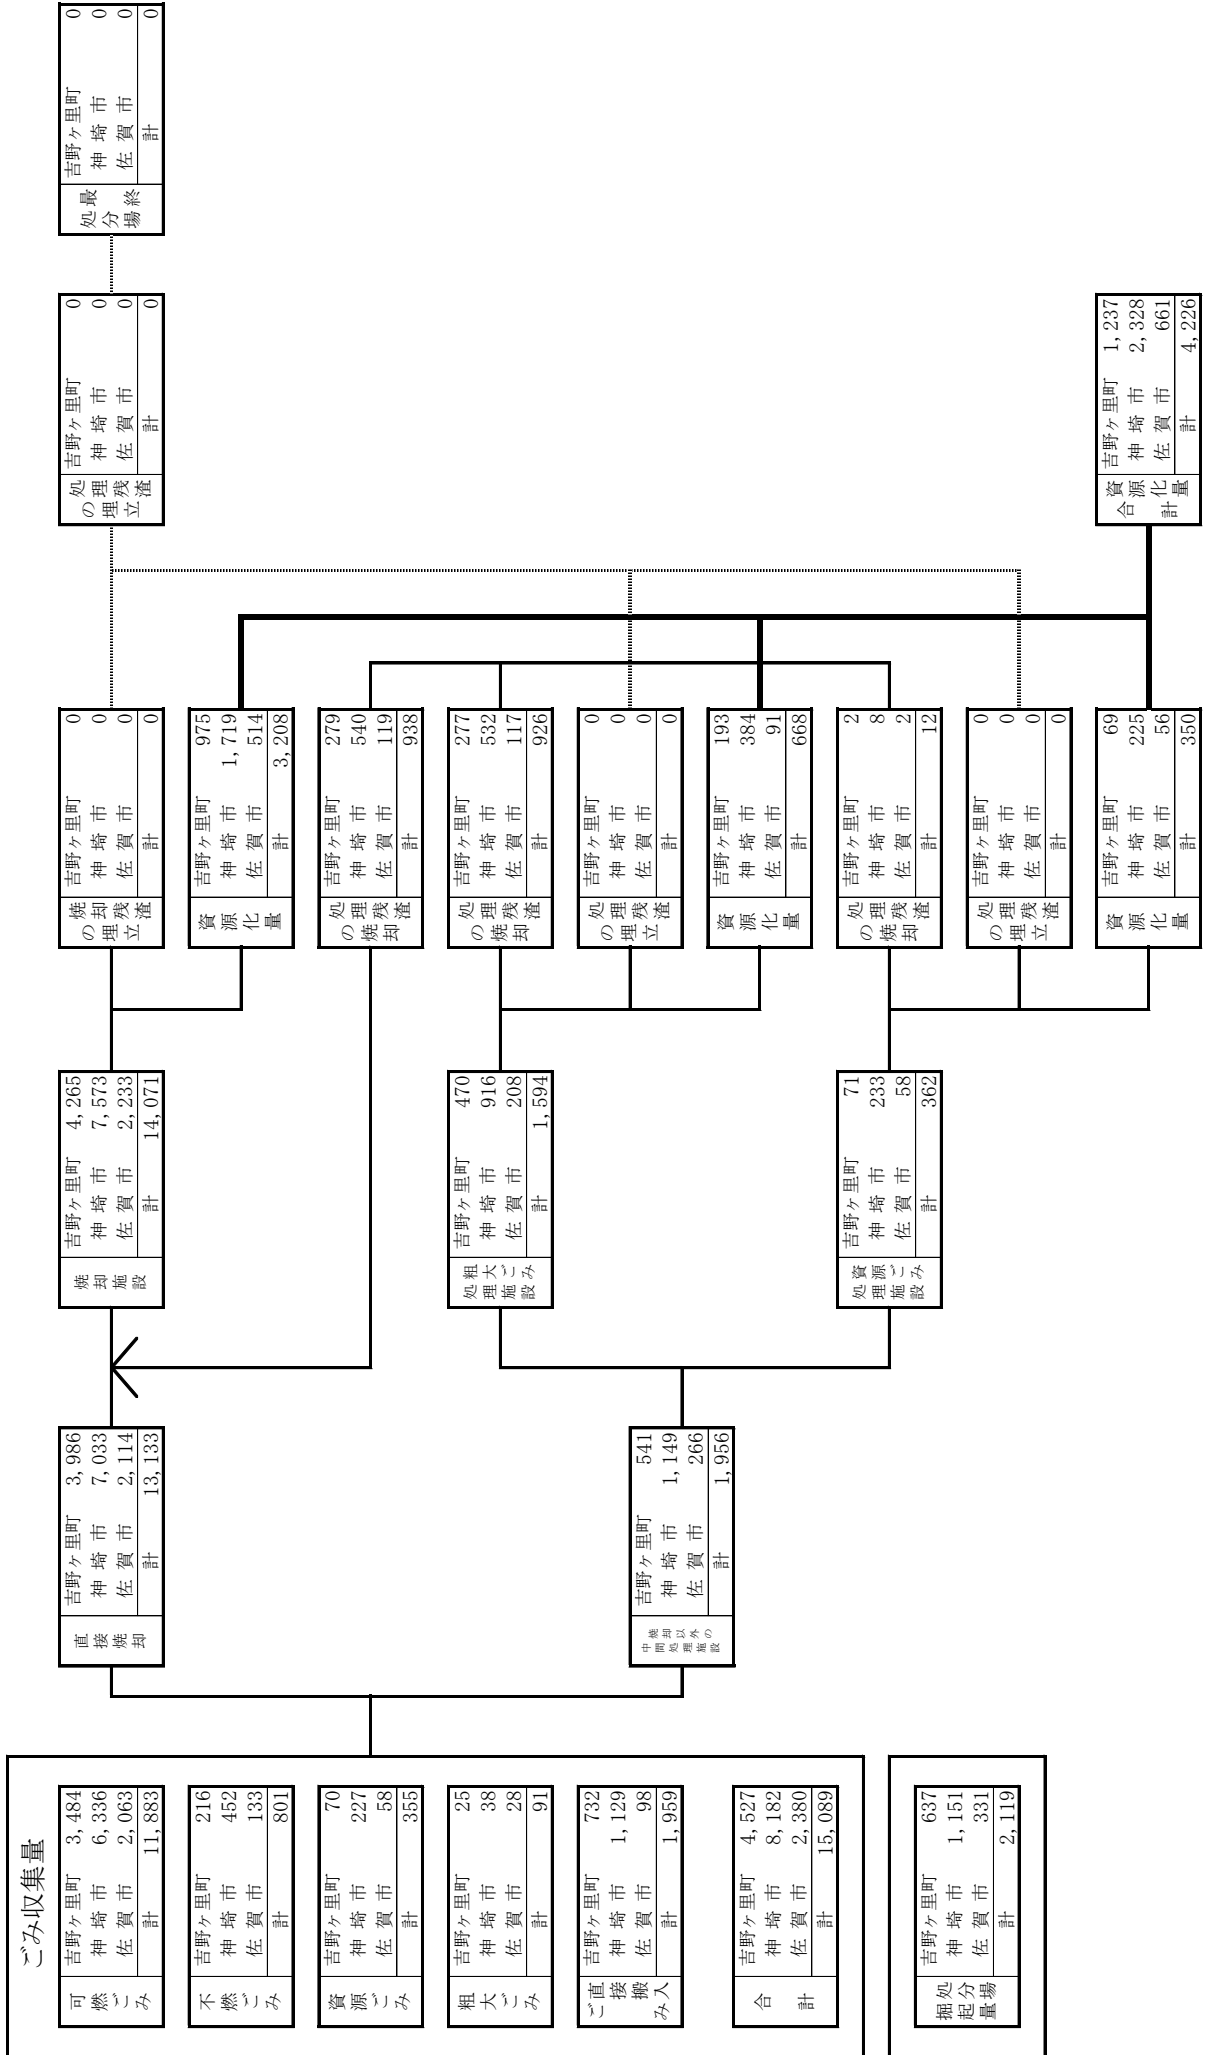 ごみ収集量
可燃ごみ
吉野ヶ里町 3,484
神埼市 6,336
佐賀市 2,063
計 11,883
不燃ごみ
吉野ヶ里町 216
神埼市 452
佐賀市 133
計 801
資源ごみ
吉野ヶ里町 70
神埼市 227
佐賀市 58
計 355
粗大ごみ
吉野ヶ里町 25
神埼市 38
佐賀市 28
計 91
直接搬入ごみ
吉野ヶ里町 732
神埼市 1,129
佐賀市 98
計 1,959
合計
吉野ヶ里町 4,527
神埼市 8,182
佐賀市 2,380
計 15,089
処分場掘起量
吉野ヶ里町 637
神埼市 1,151
佐賀市 331
計 2,119
直接焼却
吉野ヶ里町 3,986
神埼市 7,033
佐賀市 2,114
計 13,133
焼却以外の中間処理施設
吉野ヶ里町 541
神埼市 1,149
佐賀市 266
計 1,956
焼却施設
吉野ヶ里町 4,265
神埼市 7,573
佐賀市 2,233
計 14,071
粗大ごみ処理施設
吉野ヶ里町 470
神埼市 916
佐賀市 208
計 1,594
資源ごみ処理施設
吉野ヶ里町 71
神埼市 233
佐賀市 58
計 362
焼却残渣の埋立
吉野ヶ里町 0
神埼市 0
佐賀市 0
計 0
資源化量
吉野ヶ里町 975
神埼市 1,719
佐賀市 514
計 3,208
処理残渣の焼却
吉野ヶ里町 279
神埼市 540
佐賀市 119
計 938
処理残渣の焼却
吉野ヶ里町 277
神埼市 532
佐賀市 117
計 926
処理残渣の埋立
吉野ヶ里町 0
神埼市 0
佐賀市 0
計 0
資源化量
吉野ヶ里町 193
神埼市 384
佐賀市 91
計 668
処理残渣の焼却
吉野ヶ里町 2
神埼市 8
佐賀市 2
計 12
処理残渣の埋立
吉野ヶ里町 0
神埼市 0
佐賀市 0
計 0
資源化量
吉野ヶ里町 69
神埼市 225
佐賀市 56
計 350
処理残渣の埋立
吉野ヶ里町 0
神埼市 0
佐賀市 0
計 0
資源化量合計
吉野ヶ里町 1,237
神埼市 2,328
佐賀市 661
計 4,226
最終処分場
吉野ヶ里町 0
神埼市 0
佐賀市 0
計 0